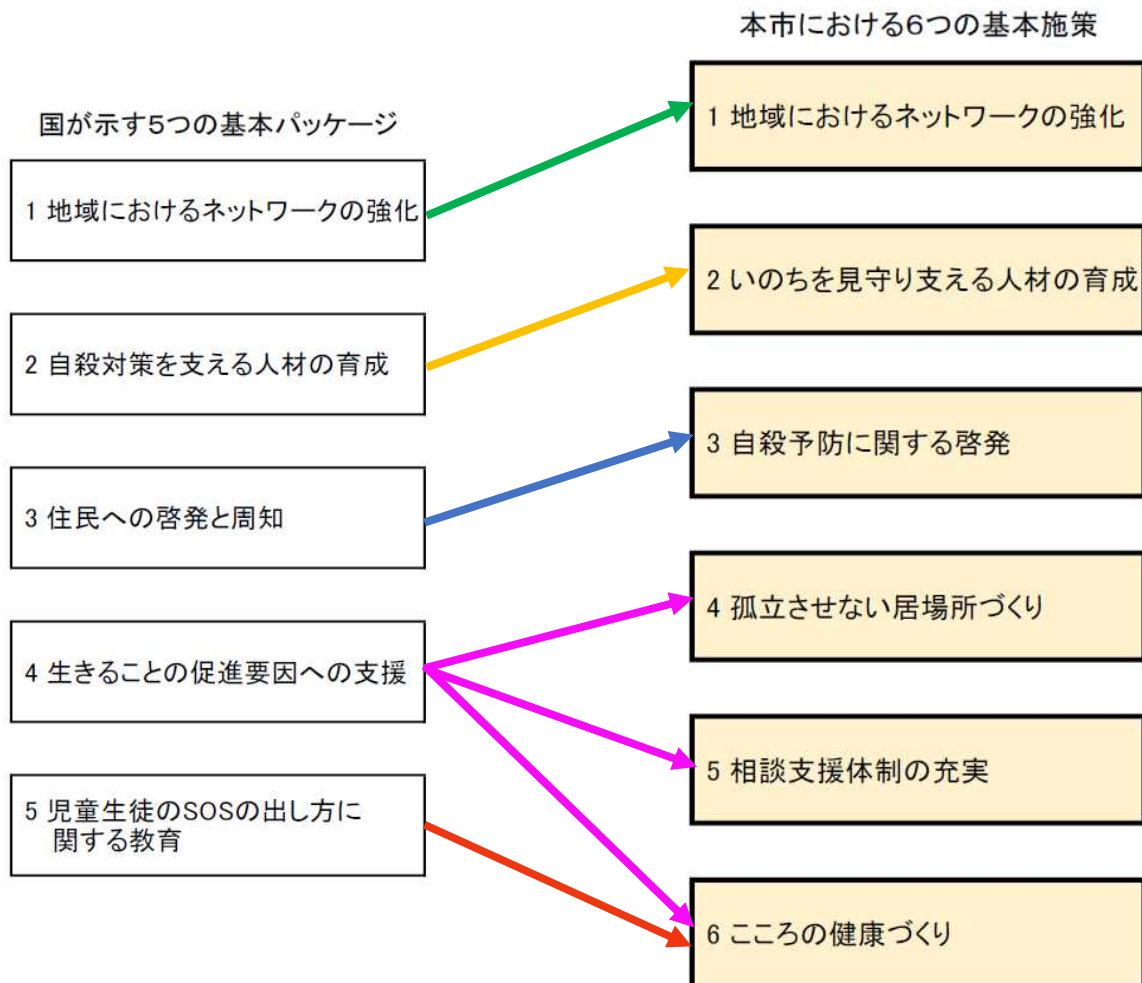 本市における6つの基本施策
国が示す5つの基本パッケージ
1 地域におけるネットワークの強化
2 自殺対策を支える人材の育成
3 住民への啓発と周知
4 生きることの促進要因への支援
5 児童生徒のSOSの出し方に
関する教育
1 地域におけるネットワークの強化
2 いのちを見守り支える人材の育成
3 自殺予防に関する啓発
4 孤立させない居場所づくり
5 相談支援体制の充実
6 こころの健康づくり